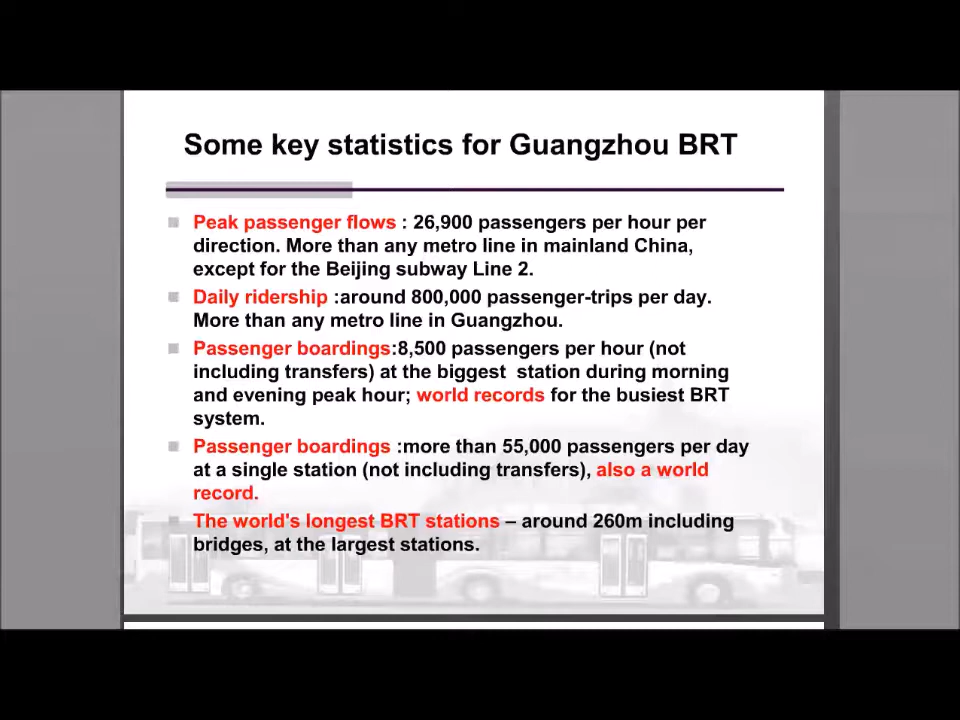 Some key statistics for Guangzhou BRT
Peak passenger flows : 26,900 passengers per hour per
direction. More than any metro line in mainland China,
except for the Beijing subway Line 2.
Daily ridership :around 800,000 passenger-trips per day.
More than any metro line in Guangzhou.
Passenger boardings:8,500 passengers per hour (not
including transfers) at the biggest station during morning
and evening peak hour; world records for the busiest BRT
system.
Passenger boardings :more than 55,000 passengers per day
at a single station (not including transfers), also a world
record.
The world's longest BRT stations – around 260m including
bridges, at the largest stations.